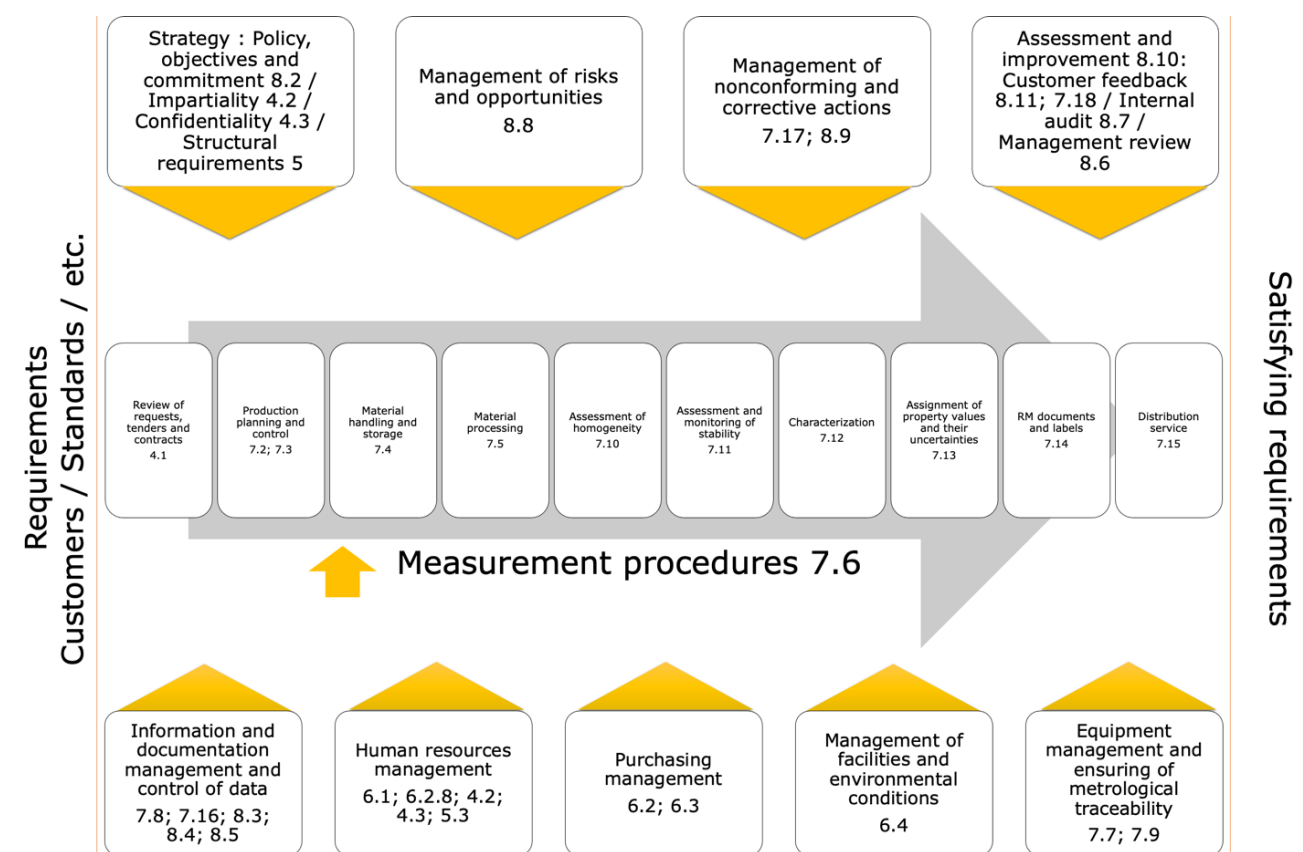 Strategy : Policy,
objectives and
commitment 8.2 /
Impartiality 4.2 /
Confidentiality 4.3 /
Structural
requirements 5
Management of risks
and opportunities
8.8
Management of
nonconforming and
corrective actions
7.17; 8.9
Assessment and
improvement 8.10:
Customer feedback
8.11; 7.18 / Internal
audit 8.7 /
Management review
8.6
Requirements
Customers / Standards / etc.
Review of
requests,
tenders and
contracts
4.1
Production
planning and
control
7.2; 7.3
Material
handling and
storage
7.4
Material
processing
7.5
Assessment of
homogeneity
7.10
Assessment and
monitoring of
stability
7.11
Characterization
7.12
Assignment of
property values
and their
uncertainties
7.13
RM documents
and labels
7.14
Distribution
service
7.15
Satisfying requirements
Measurement procedures 7.6
Information and
documentation
management and
control of data
7.8; 7.16; 8.3;
8.4; 8.5
Human resources
management
6.1; 6.2.8; 4.2;
4.3; 5.3
Purchasing
management
6.2; 6.3
Management of
facilities and
environmental
conditions
6.4
Equipment
management and
ensuring of
metrological
traceability
7.7; 7.9